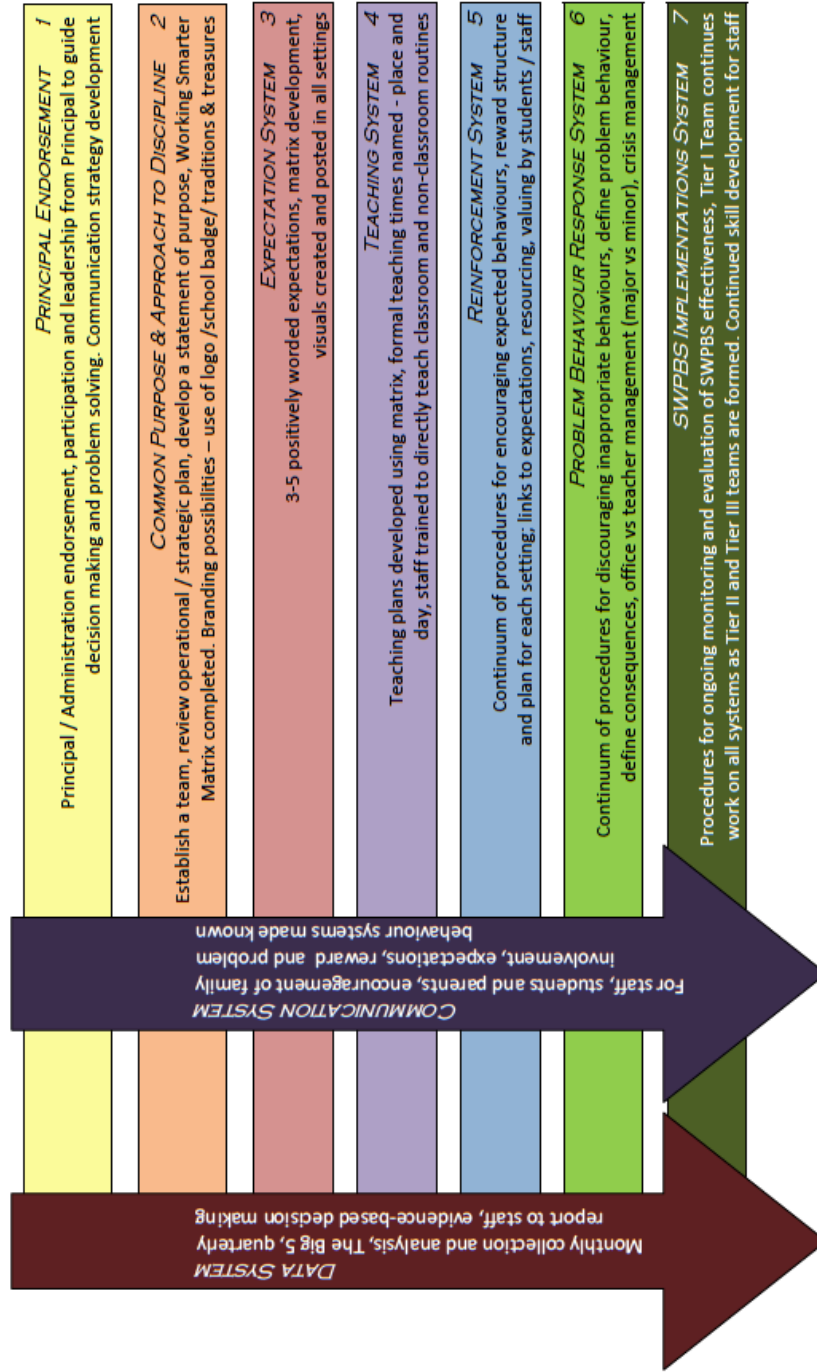 PRINCIPAL ENDORSEMENT 1
Principal / Administration endorsement, participation and leadership from Principal to guide
decision making and problem solving. Communication strategy development
COMMON PURPOSE & APPROACH TO DISCIPLINE 2
Establish a team, review operational / strategic plan, develop a statement of purpose, Working Smarter
Matrix completed. Branding possibilities – use of logo /school badge/ traditions & treasures
EXPECTATION SYSTEM 3
3-5 positively worded expectations, matrix development,
visuals created and posted in all settings
TEACHING SYSTEM 4
Teaching plans developed using matrix, formal teaching times named - place and
day, staff trained to directly teach classroom and non-classroom routines
REINFORCEMENT SYSTEM 5
Continuum of procedures for encouraging expected behaviours, reward structure
and plan for each setting; links to expectations, resourcing, valuing by students / staff
PROBLEM BEHAVIOUR RESPONSE SYSTEM 6
Continuum of procedures for discouraging inappropriate behaviours, define problem behaviour,
define consequences, office vs teacher management (major vs minor), crisis management
SWPBS IMPLEMENTATIONS SYSTEM 7
Procedures for ongoing monitoring and evaluation of SWPBS effectiveness, Tier I Team continues
work on all systems as Tier II and Tier III teams are formed. Continued skill development for staff
COMMUNICATION SYSTEM
For staff, students and parents, encouragement of family
involvement, expectations, reward and problem
behaviour systems made known
DATA SYSTEM
Monthly collection and analysis, The Big 5, quarterly
report to staff, evidence-based decision making